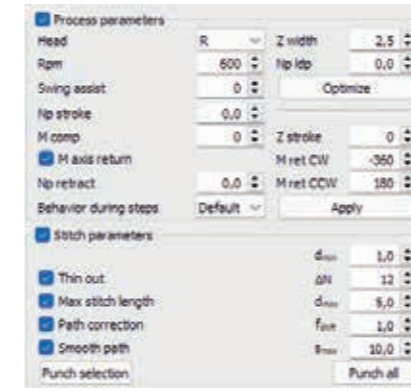 Process parameters
Head R Z width 2,5
Rpm 600 Np ldp 0,0
Swing assist 0 Optimize
Np stroke 0,0
M comp 0 Z stroke 0
M axis return M ret CW -360
Np retract 0,0 M ret CCW 180
Behavior during steps Default Apply
Stitch parameters
dmin 1,0
Thin out ΔN 12
Max stitch length dmax 5,0
Path correction 1,0
Smooth path 10,0
Punch selection Punch all